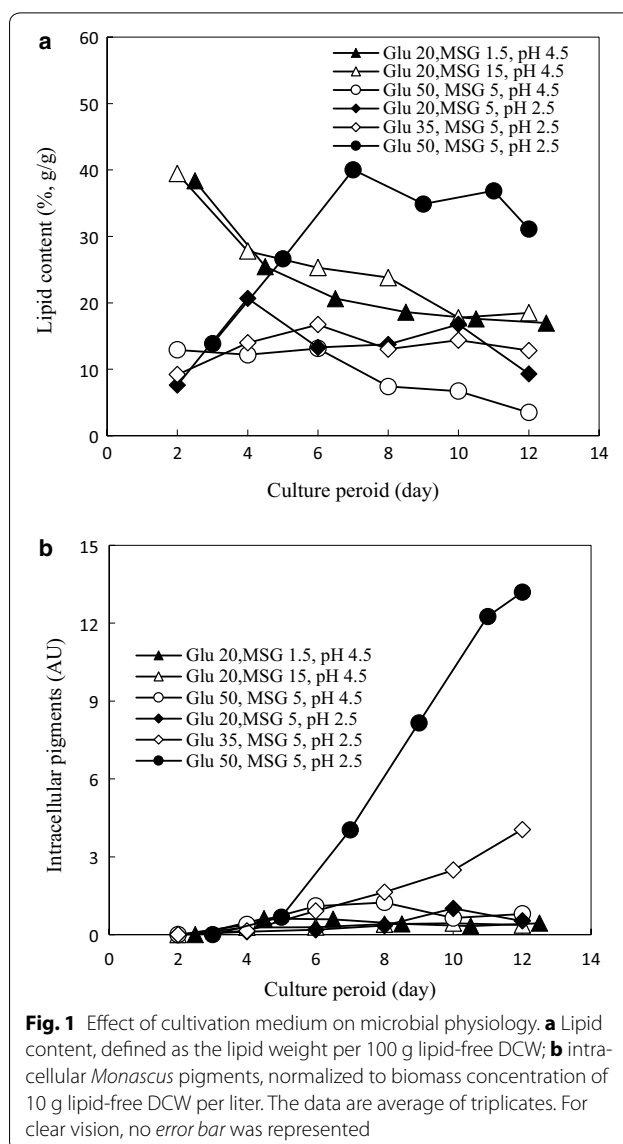 a
60
50
40
30
20
10
0
Lipid content (%, g/g)
Glu 20,MSG 1.5, pH 4.5
Glu 20,MSG 15, pH 4.5
Glu 50, MSG 5, pH 4.5
Glu 20,MSG 5, pH 2.5
Glu 35, MSG 5, pH 2.5
Glu 50, MSG 5, pH 2.5
0 2 4 6 8 10 12 14
Culture peroid (day)
b
15
12
9
6
3
0
Intracellular pigments (AU)
Glu 20,MSG 1.5, pH 4.5
Glu 20,MSG 15, pH 4.5
Glu 50, MSG 5, pH 4.5
Glu 20,MSG 5, pH 2.5
Glu 35, MSG 5, pH 2.5
Glu 50, MSG 5, pH 2.5
0 2 4 6 8 10 12 14
Culture peroid (day)
Fig. 1 Effect of cultivation medium on microbial physiology. a Lipid
content, defined as the lipid weight per 100 g lipid-free DCW; b intra-
cellular Monascus pigments, normalized to biomass concentration of
10 g lipid-free DCW per liter. The data are average of triplicates. For
clear vision, no error bar was represented